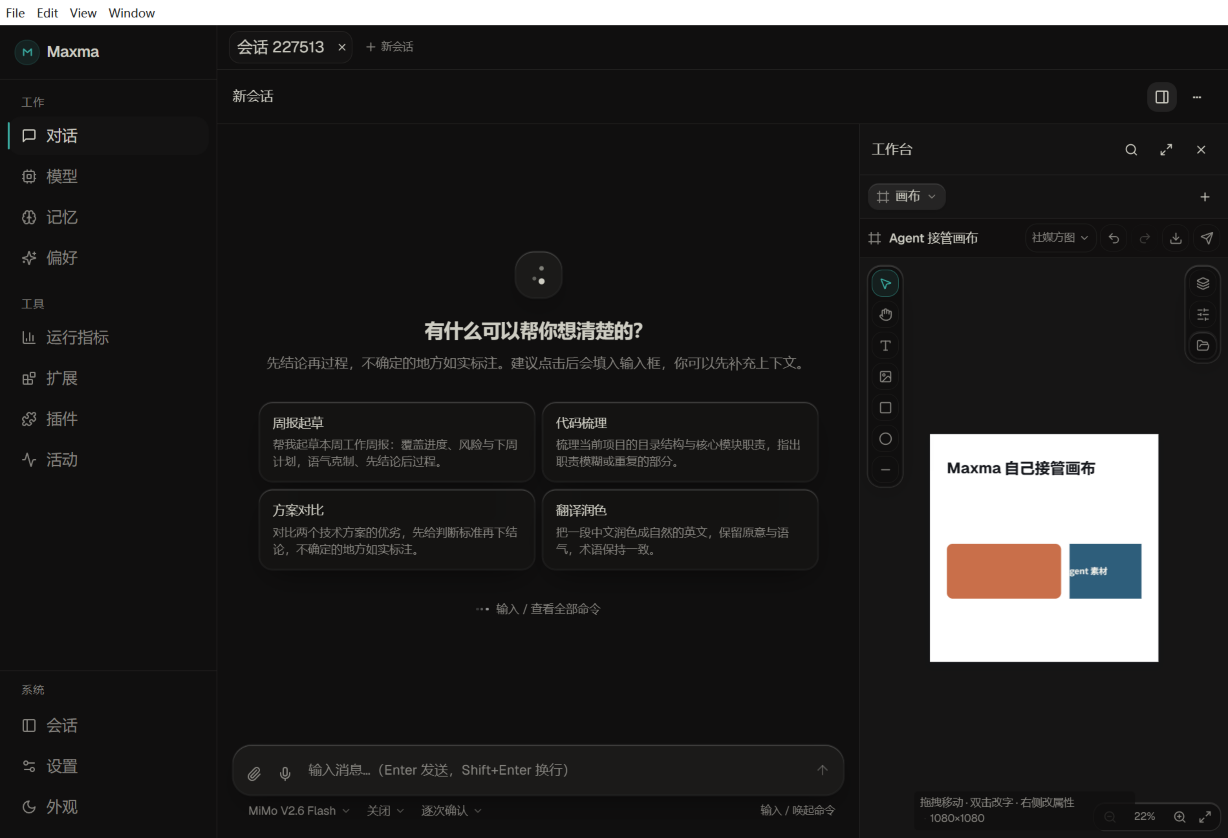 File Edit View Window
M Maxma
会话 227513 × + 新会话
工作
对话
模型
记忆
偏好
工具
运行指标
扩展
插件
活动
系统
会话
设置
外观
新会话
有什么可以帮你想清楚的？
先结论再过程，不确定的地方如实标注。建议点击后会填入输入框，你可以先补充上下文。
周报起草
帮我起草本周工作周报：覆盖进度、风险与下周
计划，语气克制、先结论后过程。
代码梳理
梳理当前项目的目录结构与核心模块职责，指出
职责模糊或重复的部分。
方案对比
对比两个技术方案的优劣，先给判断标准再下结
论，不确定的地方如实标注。
翻译润色
把一段中文润色成自然的英文，保留原意与语
气，术语保持一致。
输入 / 查看全部命令
输入消息...（Enter 发送，Shift+Enter 换行）
MiMo V2.6 Flash 关闭 逐次确认 输入 / 唤起命令
工作台
画布
Agent 接管画布 社媒方图
T
Maxma 自己接管画布
gent 素材
拖拽移动 · 双击改字 · 右侧改属性
1080×1080
22%